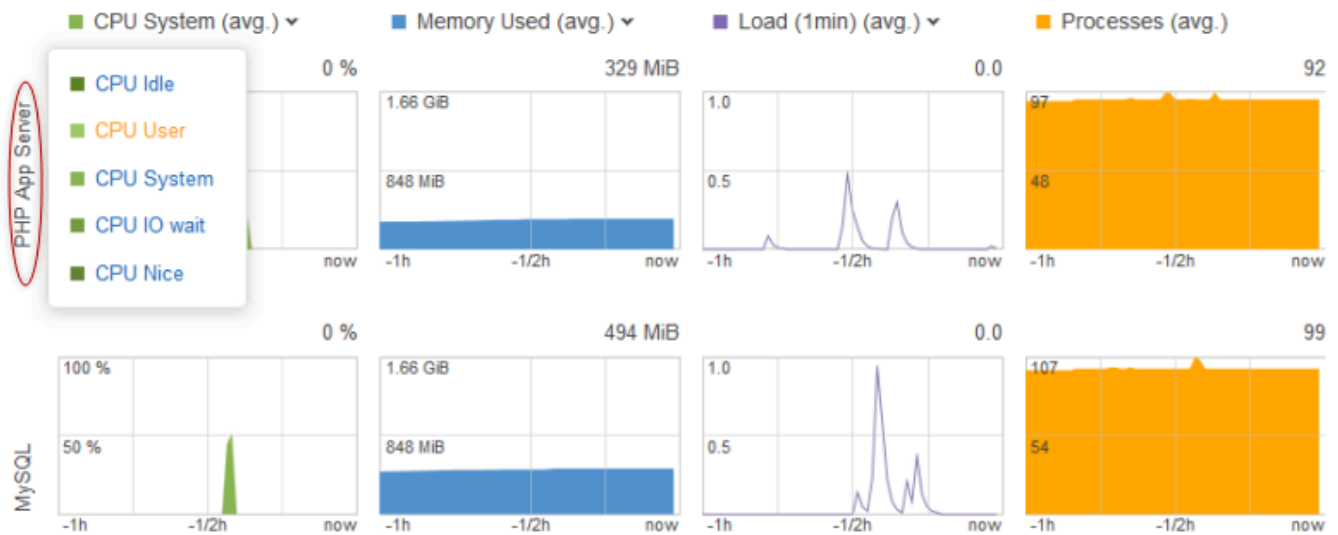 CPU System (avg.) Memory Used (avg.) Load (1min) (avg.) Processes (avg.)
PHP App Server
CPU Idle
CPU User
CPU System
CPU IO wait
CPU Nice
0 % 329 MiB 0.0 92
1.66 GiB 1.0 97
848 MiB 0.5 48
now -1h -1/2h now -1h -1/2h now -1h -1/2h now
MySQL
0 % 494 MiB 0.0 99
100 % 1.66 GiB 1.0 107
50 % 848 MiB 0.5 54
-1h -1/2h now -1h -1/2h now -1h -1/2h now -1h -1/2h now